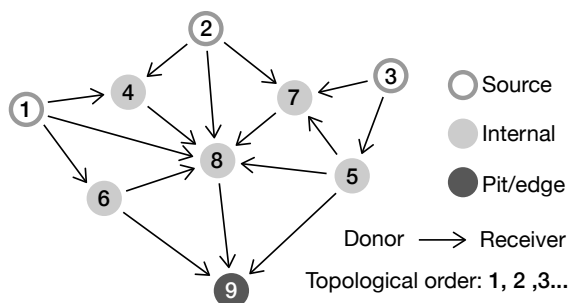 2
3
1
4
7
8
5
6
9
Source
Internal
Pit/edge
Donor Receiver
Topological order: 1, 2 ,3...